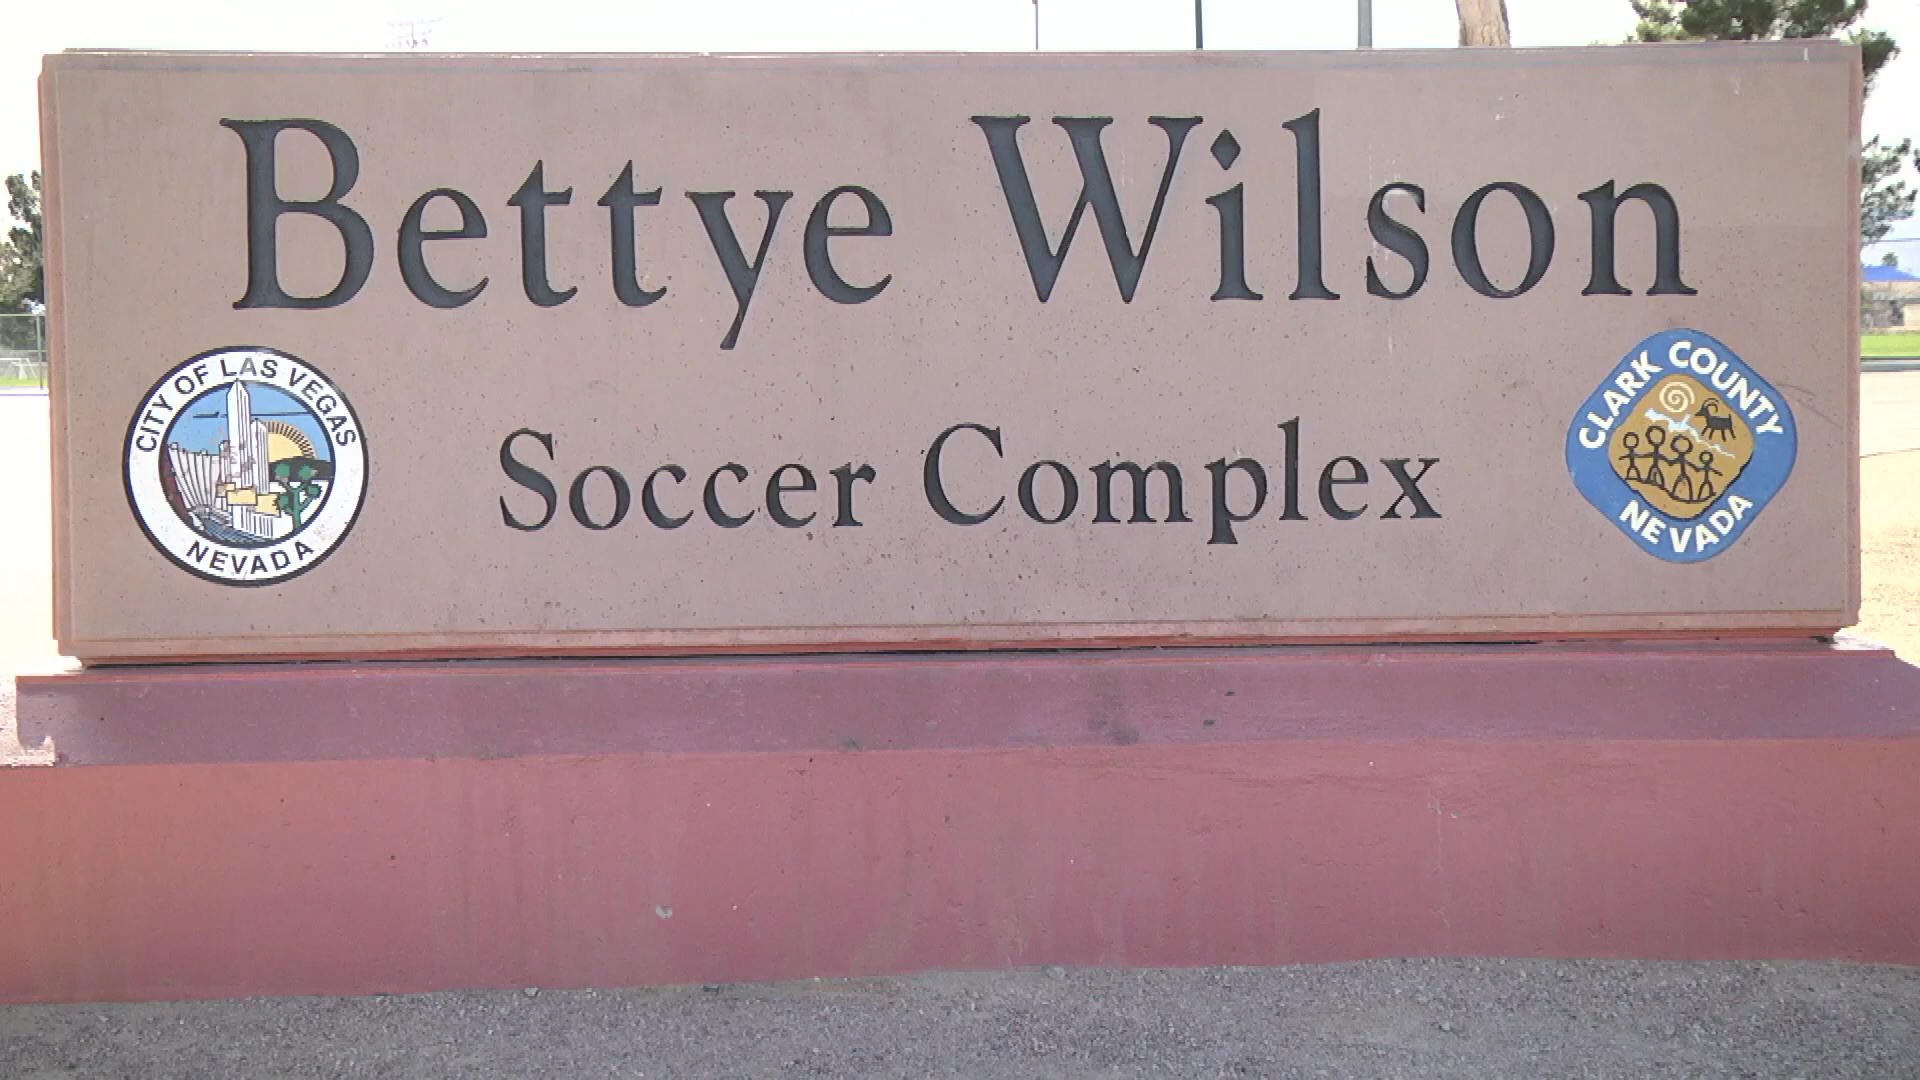 Bettye Wilson
Soccer Complex
CITY OF LAS VEGAS
NEVADA
CLARK COUNTY
NEVADA